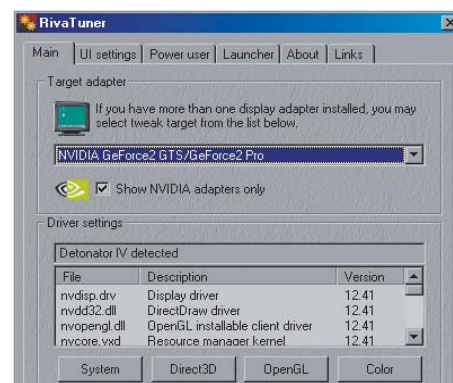 RivaTuner
Main UI settings Power user Launcher About Links
Target adapter
If you have more than one display adapter installed, you may
select tweak target from the list below.
NVIDIA GeForce2 GTS/GeForce2 Pro
Show NVIDIA adapters only
Driver settings
Detonator IV detected
File Description Version
nvdisp.drv Display driver 12.41
nvdd32.dll DirectDraw driver 12.41
nvopengl.dll OpenGL installable client driver 12.41
nvcore.vxd Resource manager kernel 12.41
System Direct3D OpenGL Color